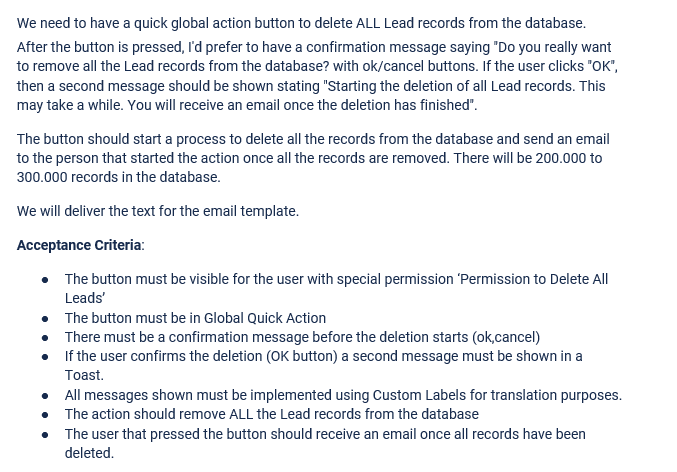 We need to have a quick global action button to delete ALL Lead records from the database.
After the button is pressed, I'd prefer to have a confirmation message saying "Do you really want
to remove all the Lead records from the database? with ok/cancel buttons. If the user clicks "OK",
then a second message should be shown stating "Starting the deletion of all Lead records. This
may take a while. You will receive an email once the deletion has finished".
The button should start a process to delete all the records from the database and send an email
to the person that started the action once all the records are removed. There will be 200.000 to
300.000 records in the database.
We will deliver the text for the email template.
Acceptance Criteria:
● The button must be visible for the user with special permission ‘Permission to Delete All
Leads’
● The button must be in Global Quick Action
● There must be a confirmation message before the deletion starts (ok,cancel)
● If the user confirms the deletion (OK button) a second message must be shown in a
Toast.
● All messages shown must be implemented using Custom Labels for translation purposes.
● The action should remove ALL the Lead records from the database
● The user that pressed the button should receive an email once all records have been
deleted.